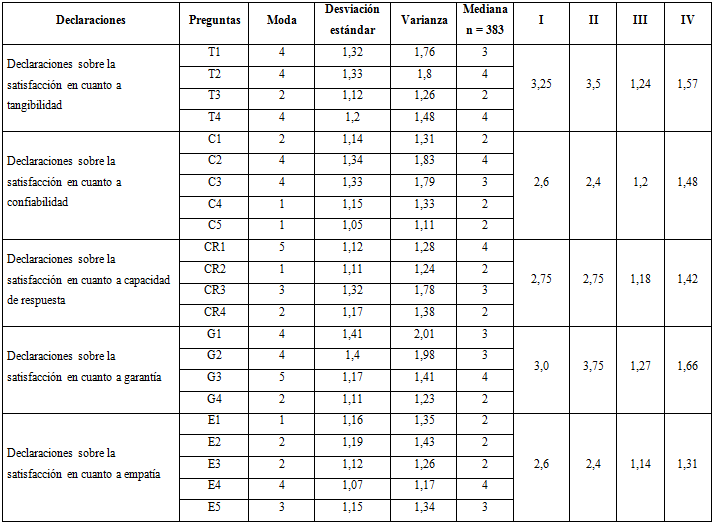 Declaraciones Preguntas Moda Desviación estándar Varianza Mediana n = 383 I II III IV
Declaraciones sobre la satisfacción en cuanto a tangibilidad
T1 4 1,32 1,76 3
T2 4 1,33 1,8 4
T3 2 1,12 1,26 2
T4 4 1,2 1,48 4
3,25 3,5 1,24 1,57
Declaraciones sobre la satisfacción en cuanto a confiabilidad
C1 2 1,14 1,31 2
C2 4 1,34 1,83 4
C3 4 1,33 1,79 3
C4 1 1,15 1,33 2
C5 1 1,05 1,11 2
2,6 2,4 1,2 1,48
Declaraciones sobre la satisfacción en cuanto a capacidad de respuesta
CR1 5 1,12 1,28 4
CR2 1 1,11 1,24 2
CR3 3 1,32 1,78 3
CR4 2 1,17 1,38 2
2,75 2,75 1,18 1,42
Declaraciones sobre la satisfacción en cuanto a garantía
G1 4 1,41 2,01 3
G2 4 1,4 1,98 3
G3 5 1,17 1,41 4
G4 2 1,11 1,23 2
3,0 3,75 1,27 1,66
Declaraciones sobre la satisfacción en cuanto a empatía
E1 1 1,16 1,35 2
E2 2 1,19 1,43 2
E3 2 1,12 1,26 2
E4 4 1,07 1,17 4
E5 3 1,15 1,34 3
2,6 2,4 1,14 1,31